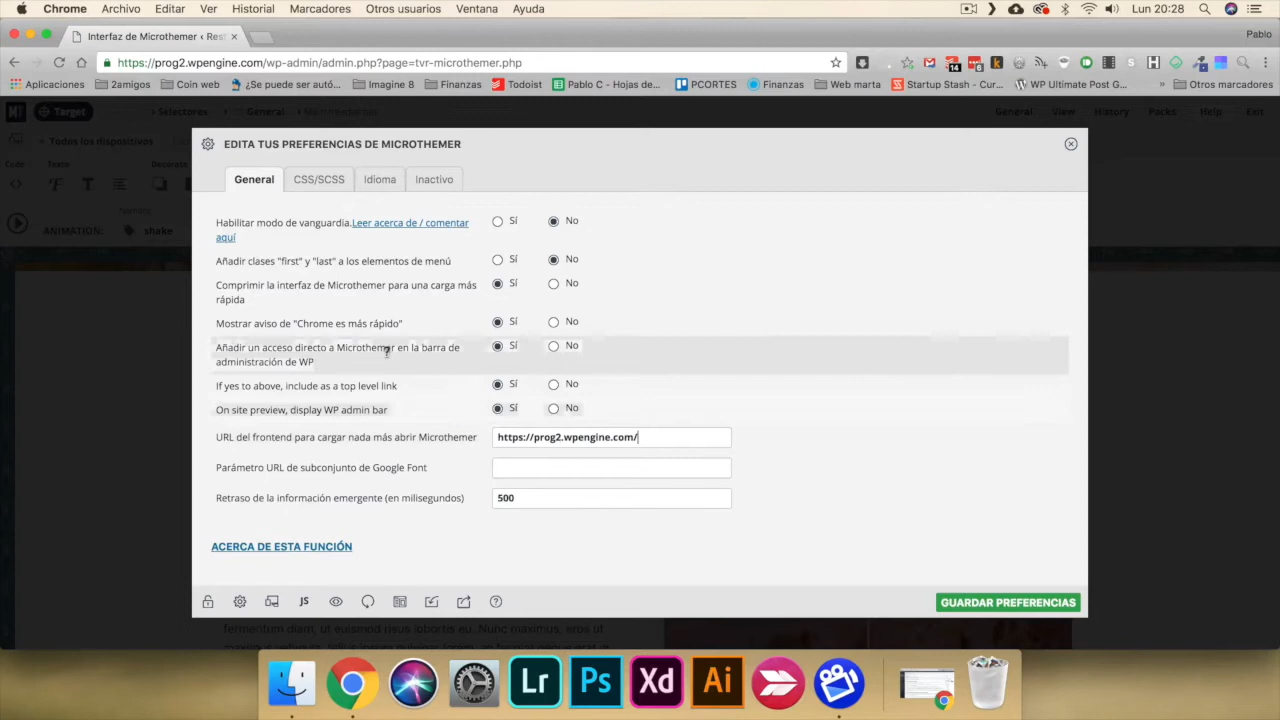 Chrome Archivo Editar Ver Historial Marcadores Otros usuarios Ventana Ayuda Lun 20:28
Interfaz de Microthemer ‹ Res Pablo
https://prog2.wpengine.com/wp-admin/admin.php?page=tvr-microthemer.php 14 8
Aplicaciones 2amigos Coin web ¿Se puede ser autó... Imagine 8 Finanzas Todoist Pablo C - Hojas de... PCORTES Finanzas Web marta Startup Stash - Cur... WP Ultimate Post G... » Otros marcadores
Target Selectores General General View History Packs Help Exit
Todos los dispositivos
Code Texto
ANIMATION: shake
EDITA TUS PREFERENCIAS DE MICROTHEMER
General CSS/SCSS Idioma Inactivo
Habilitar modo de vanguardia.Leer acerca de / comentar Sí No
aquí
Añadir clases "first" y "last" a los elementos de menú Sí No
Comprimir la interfaz de Microthemer para una carga más Sí No
rápida
Mostrar aviso de "Chrome es más rápido" Sí No
Añadir un acceso directo a Microthemer en la barra de Sí No
administración de WP
If yes to above, include as a top level link Sí No
On site preview, display WP admin bar Sí No
URL del frontend para cargar nada más abrir Microthemer https://prog2.wpengine.com/
Parámetro URL de subconjunto de Google Font
Retraso de la información emergente (en milisegundos) 500
ACERCA DE ESTA FUNCIÓN
JS GUARDAR PREFERENCIAS
fermentum diam, ut euismod risus lobortis eu. Nunc maximus, eros ut
Lr Ps Xd Ai